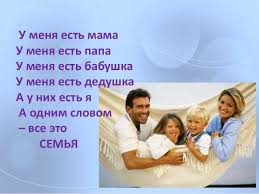 У меня есть мама
У меня есть папа
У меня есть бабушка
У меня есть дедушка
А у них есть я
А одним словом
– все это
СЕМЬЯ